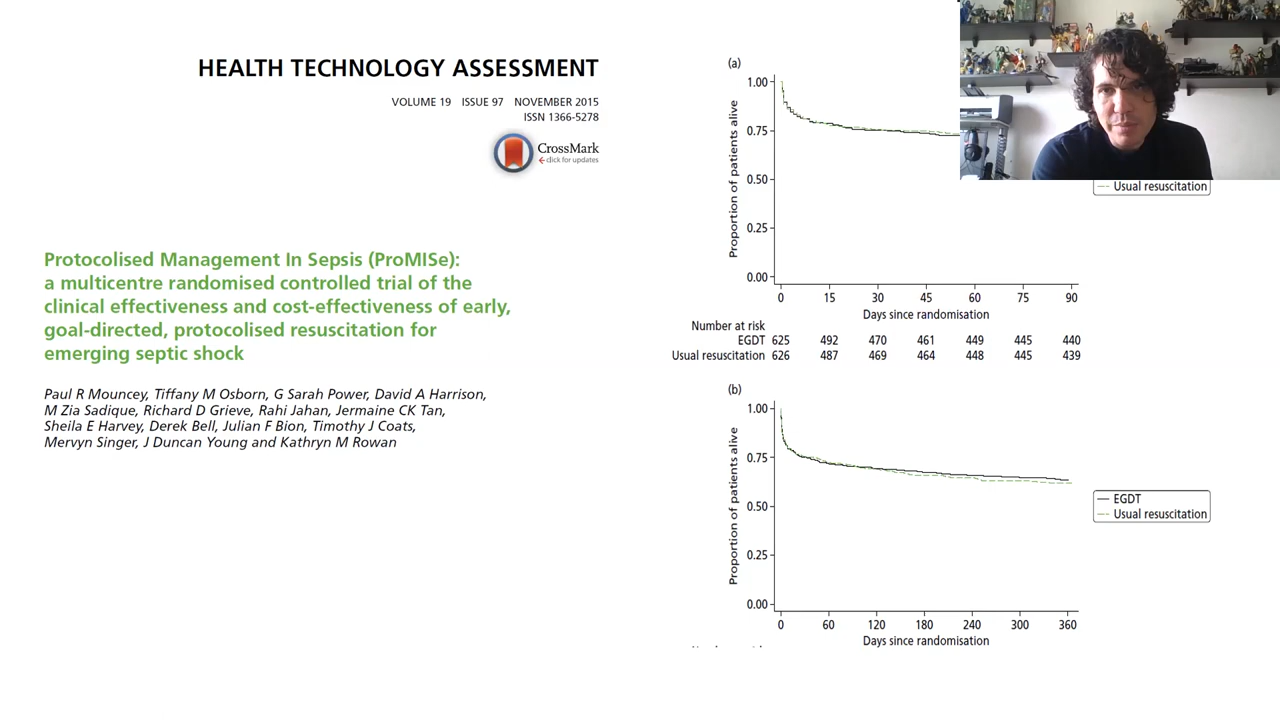 HEALTH TECHNOLOGY ASSESSMENT
VOLUME 19 ISSUE 97 NOVEMBER 2015
ISSN 1366-5278
CrossMark
click for updates
Protocolised Management In Sepsis (ProMISe):
a multicentre randomised controlled trial of the
clinical effectiveness and cost-effectiveness of early,
goal-directed, protocolised resuscitation for
emerging septic shock
Paul R Mouncey, Tiffany M Osborn, G Sarah Power, David A Harrison,
M Zia Sadique, Richard D Grieve, Rahi Jahan, Jermaine CK Tan,
Sheila E Harvey, Derek Bell, Julian F Bion, Timothy J Coats,
Mervyn Singer, J Duncan Young and Kathryn M Rowan
(a)
Proportion of patients alive
1.00
0.75
0.50
0.25
0.00
0 15 30 45 60 75 90
Days since randomisation
Usual resuscitation
Number at risk
EGDT 625 492 470 461 449 445 440
Usual resuscitation 626 487 469 464 448 445 439
(b)
Proportion of patients alive
1.00
0.75
0.50
0.25
0.00
0 60 120 180 240 300 360
Days since randomisation
EGDT
Usual resuscitation